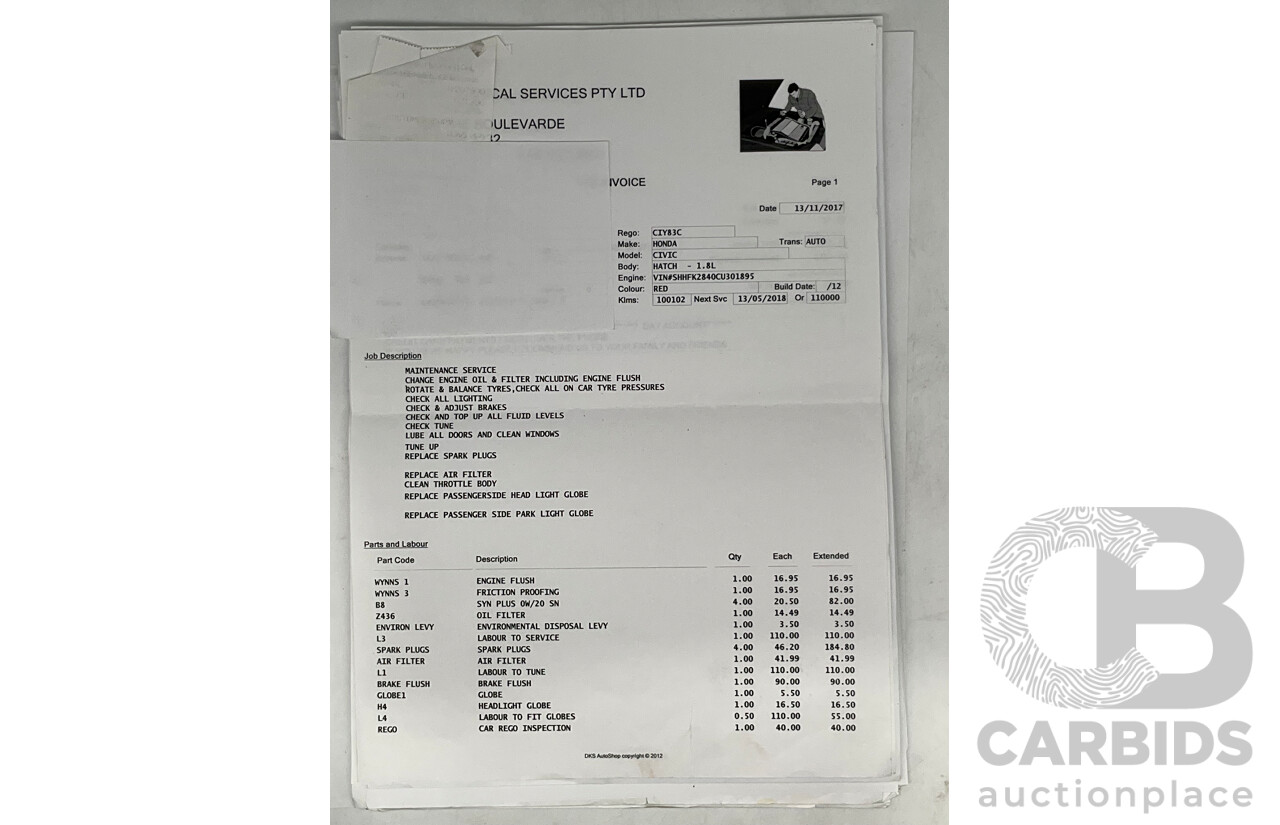 CAL SERVICES PTY LTD
OULEVARDE
NVOICE
Page 1
Date 13/11/2017
Rego: CIY83C
Make: HONDA Trans: AUTO
Model: CIVIC
Body: HATCH - 1.8L
Engine: VIN#SHHFK2840CU301895
Colour: RED Build Date: /12
Klms: 100102 Next Svc 13/05/2018 Or 110000
Job Description
MAINTENANCE SERVICE
CHANGE ENGINE OIL & FILTER INCLUDING ENGINE FLUSH
ROTATE & BALANCE TYRES,CHECK ALL ON CAR TYRE PRESSURES
CHECK ALL LIGHTING
CHECK & ADJUST BRAKES
CHECK AND TOP UP ALL FLUID LEVELS
CHECK TUNE
LUBE ALL DOORS AND CLEAN WINDOWS
TUNE UP
REPLACE SPARK PLUGS
REPLACE AIR FILTER
CLEAN THROTTLE BODY
REPLACE PASSENGERSIDE HEAD LIGHT GLOBE
REPLACE PASSENGER SIDE PARK LIGHT GLOBE
Parts and Labour
Part Code Description Qty Each Extended
WYNNS 1 ENGINE FLUSH 1.00 16.95 16.95
WYNNS 3 FRICTION PROOFING 1.00 16.95 16.95
B8 SYN PLUS 0W/20 SN 4.00 20.50 82.00
Z436 OIL FILTER 1.00 14.49 14.49
ENVIRON LEVY ENVIRONMENTAL DISPOSAL LEVY 1.00 3.50 3.50
L3 LABOUR TO SERVICE 1.00 110.00 110.00
SPARK PLUGS SPARK PLUGS 4.00 46.20 184.80
AIR FILTER AIR FILTER 1.00 41.99 41.99
L1 LABOUR TO TUNE 1.00 110.00 110.00
BRAKE FLUSH BRAKE FLUSH 1.00 90.00 90.00
GLOBE1 GLOBE 1.00 5.50 5.50
H4 HEADLIGHT GLOBE 1.00 16.50 16.50
L4 LABOUR TO FIT GLOBES 0.50 110.00 55.00
REGO CAR REGO INSPECTION 1.00 40.00 40.00
DKS AutoShop copyright © 2012
CARBIDS
auctionplace